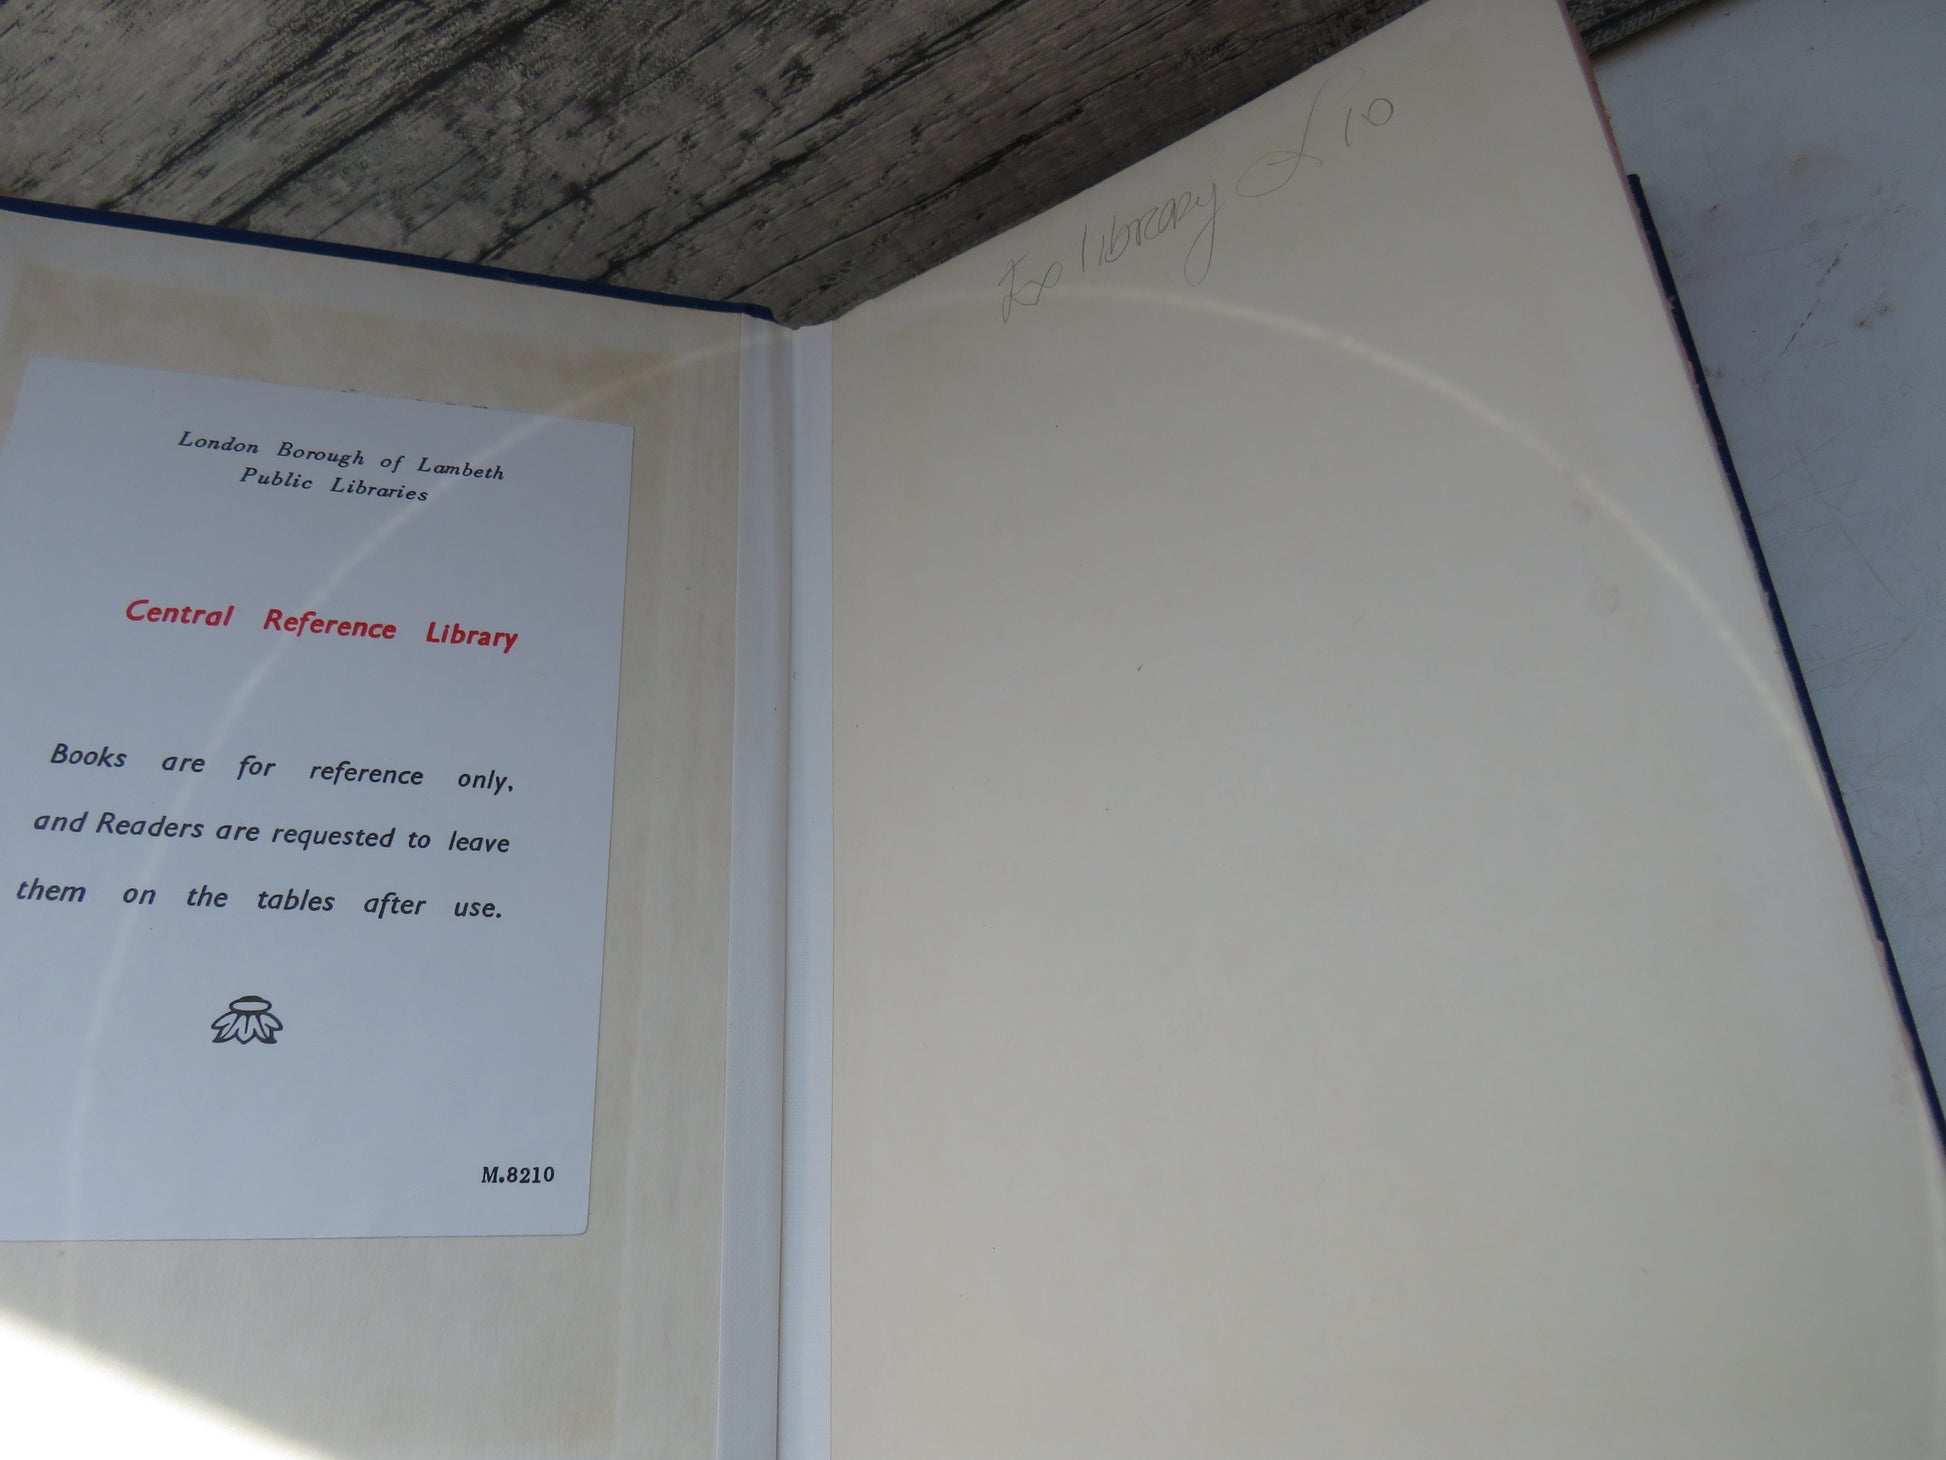 London Borough of Lambeth
Public Libraries
Central Reference Library
Books are for reference only,
and Readers are requested to leave
them on the tables after use.
M.8210
Ex library £10